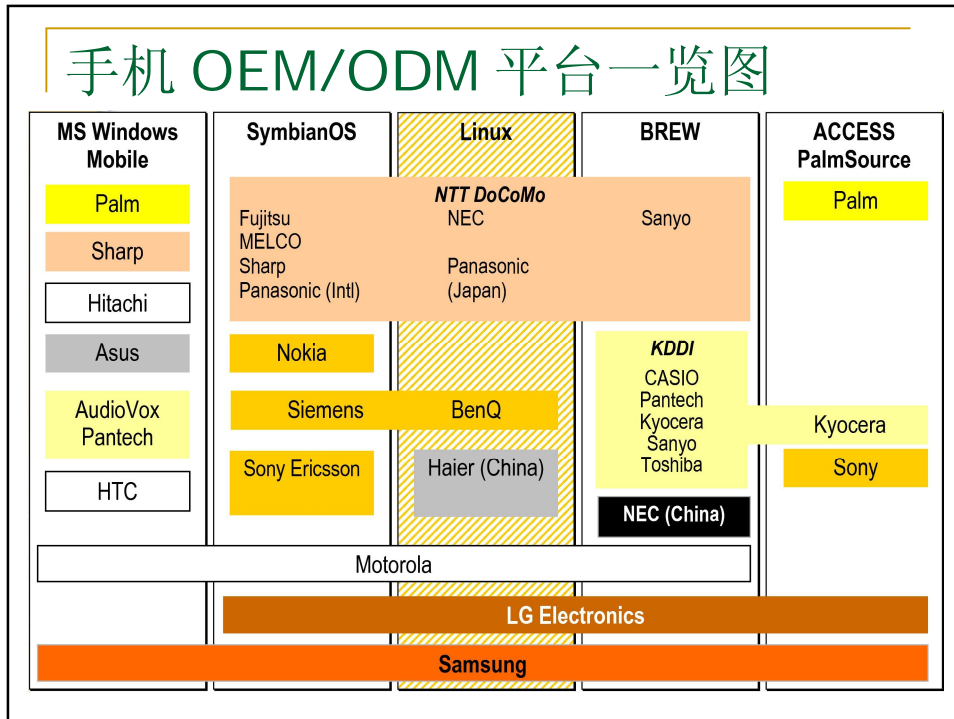 手机 OEM/ODM 平台一览图
MS Windows
Mobile
Palm
Sharp
Hitachi
Asus
AudioVox
Pantech
HTC
SymbianOS
Linux
BREW
NTT DoCoMo
Fujitsu
MELCO
Sharp
Panasonic (Intl)
NEC
Panasonic
(Japan)
Sanyo
Nokia
Siemens
BenQ
Sony Ericsson
Haier (China)
KDDI
CASIO
Pantech
Kyocera
Sanyo
Toshiba
NEC (China)
ACCESS
PalmSource
Palm
Kyocera
Sony
Motorola
LG Electronics
Samsung